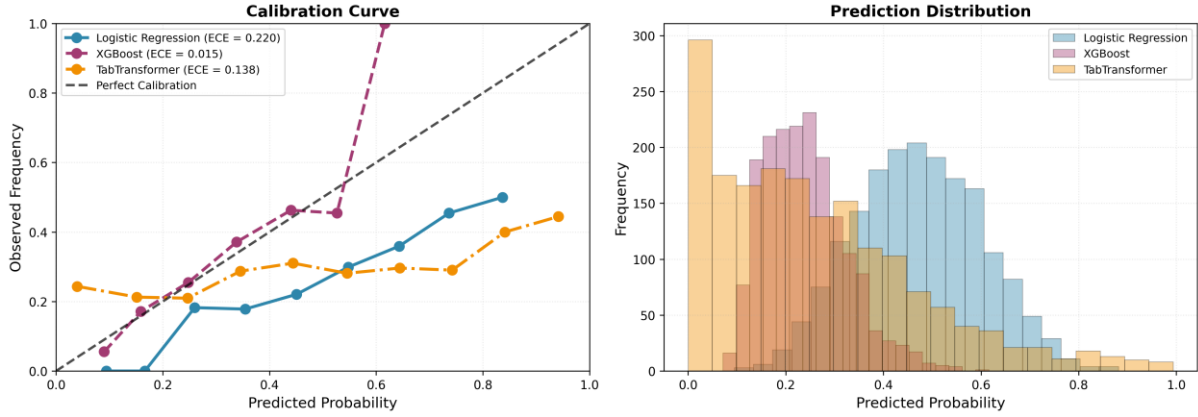 Calibration Curve
Logistic Regression (ECE = 0.220)
XGBoost (ECE = 0.015)
TabTransformer (ECE = 0.138)
Perfect Calibration
Observed Frequency
1.0
0.8
0.6
0.4
0.2
0.0
0.0 0.2 0.4 0.6 0.8 1.0
Predicted Probability
Prediction Distribution
Logistic Regression
XGBoost
TabTransformer
Frequency
300
250
200
150
100
50
0
0.0 0.2 0.4 0.6 0.8 1.0
Predicted Probability